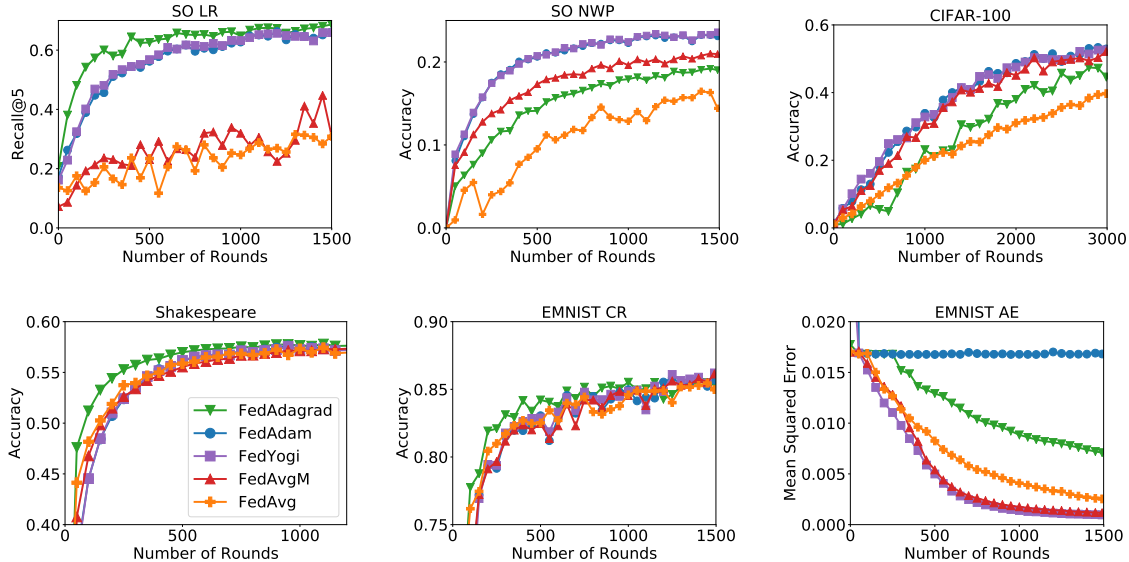 SO LR
Recall@5
0.6
0.4
0.2
0.0
0 500 1000 1500
Number of Rounds
SO NWP
Accuracy
0.2
0.1
0.0
0 500 1000 1500
Number of Rounds
CIFAR-100
Accuracy
0.6
0.4
0.2
0.0
0 1000 2000 3000
Number of Rounds
Shakespeare
Accuracy
0.60
0.55
0.50
0.45
0.40
FedAdagrad
FedAdam
FedYogi
FedAvgM
FedAvg
0 500 1000
Number of Rounds
EMNIST CR
Accuracy
0.90
0.85
0.80
0.75
0 500 1000 1500
Number of Rounds
EMNIST AE
Mean Squared Error
0.020
0.015
0.010
0.005
0.000
0 500 1000 1500
Number of Rounds